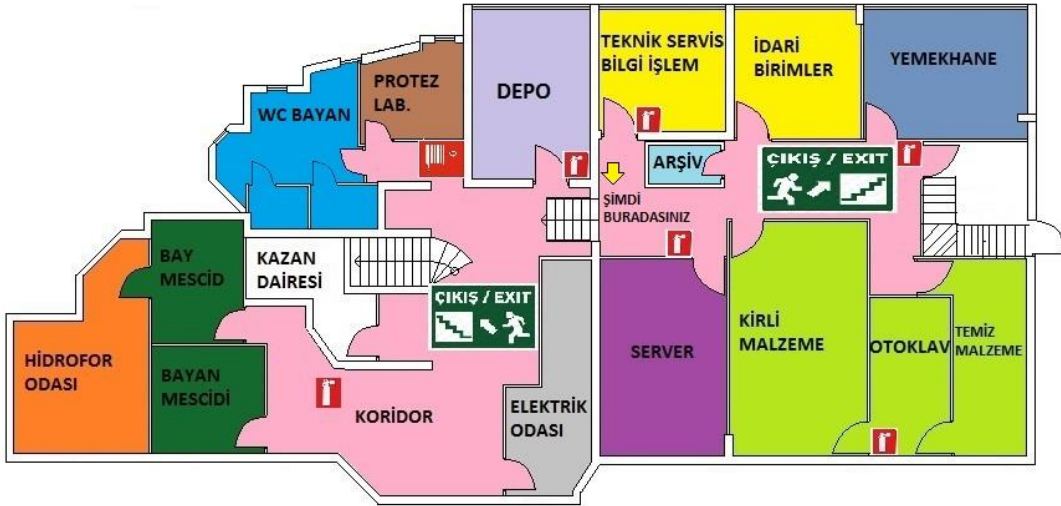 TEKNİK SERVİS
BİLGİ İŞLEM
İDARİ
BİRİMLER
YEMEKHANE
PROTEZ
LAB.
DEPO
WC BAYAN
ARŞİV
ÇIKIŞ / EXIT
ŞİMDİ
BURADASINIZ
BAY
MESCİD
KAZAN
DAİRESİ
ÇIKIŞ / EXIT
HİDROFOR
ODASI
BAYAN
MESCİDİ
KORİDOR
ELEKTRİK
ODASI
SERVER
KİRLİ
MALZEME
OTOKLAV
TEMİZ
MALZEME